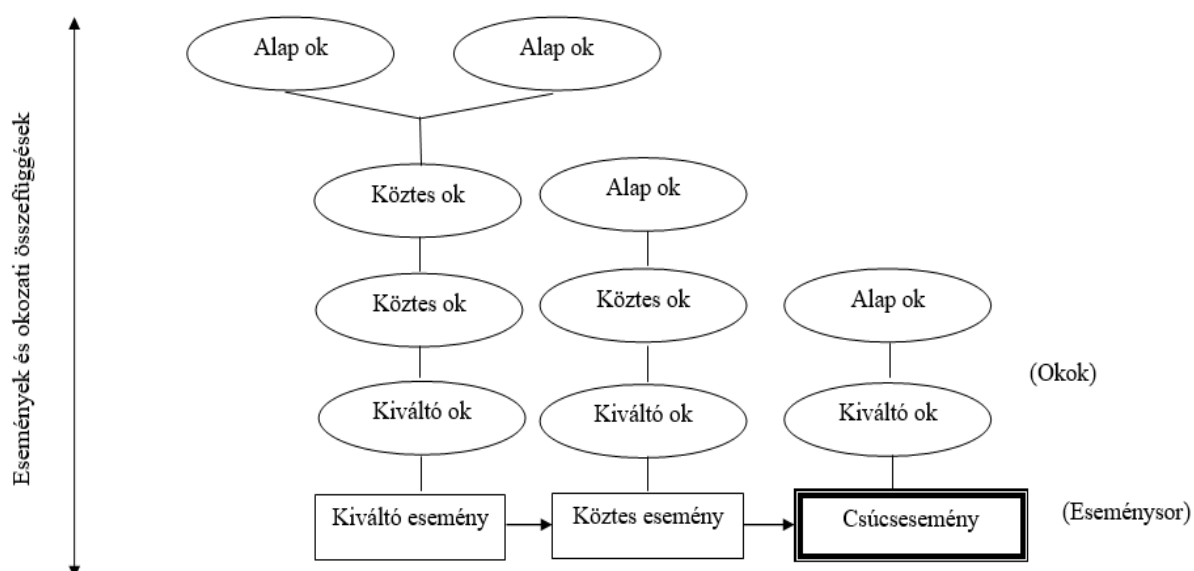 Események és okozati összefüggések
Alap ok
Alap ok
Köztes ok
Alap ok
Köztes ok
Köztes ok
Alap ok
(Okok)
Kiváltó ok
Kiváltó ok
Kiváltó ok
Kiváltó esemény
Köztes esemény
Csúcsesemény
(Eseménysor)